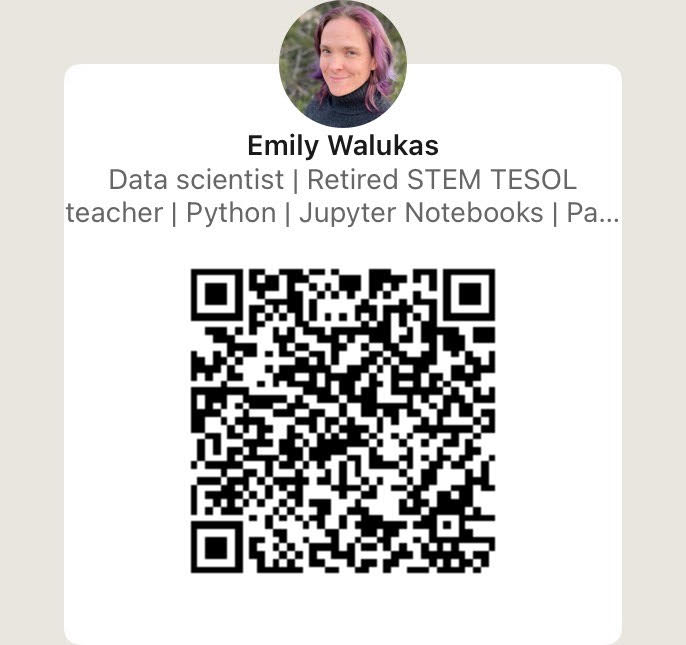 Emily Walukas
Data scientist | Retired STEM TESOL
teacher | Python | Jupyter Notebooks | Pa...